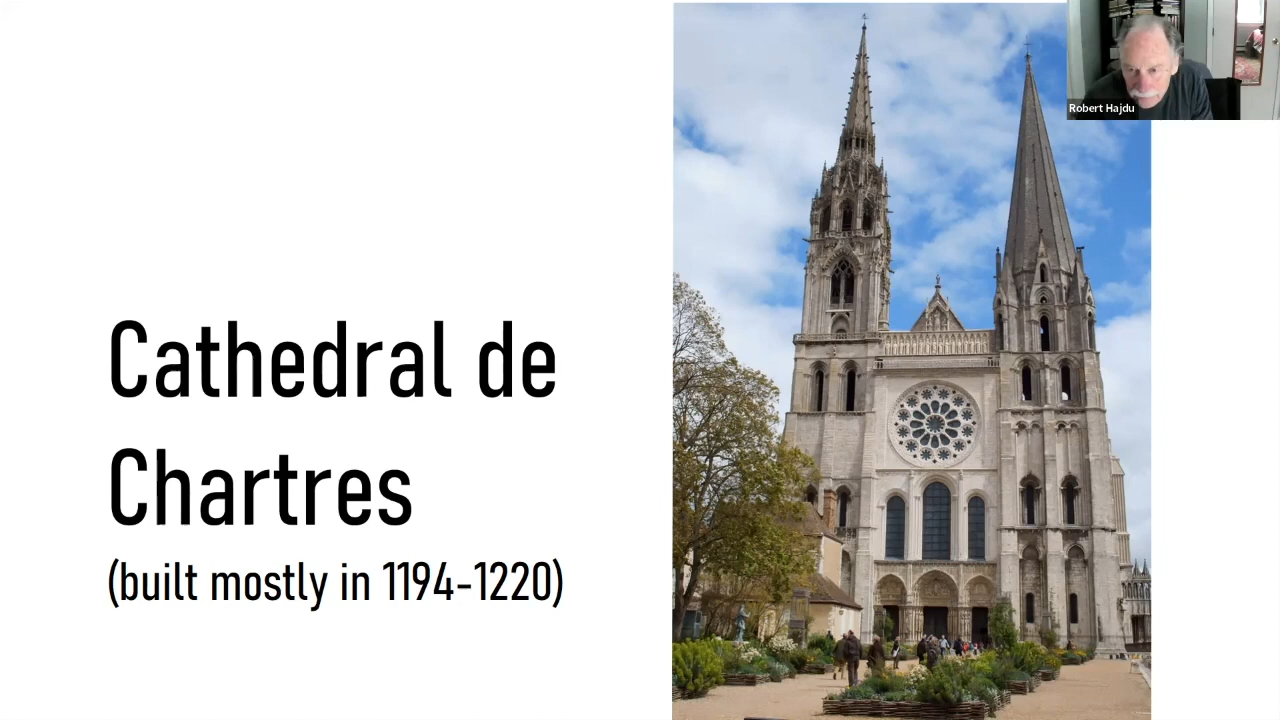 Robert Hajdu
Cathedral de
Chartres
(built mostly in 1194-1220)